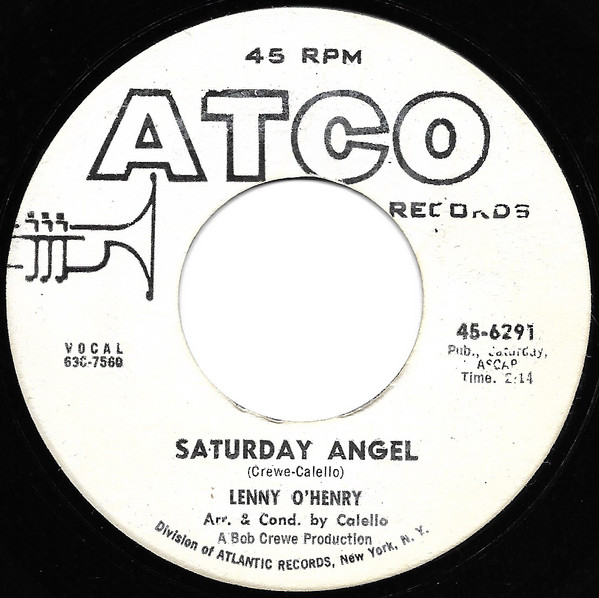 45 RPM
ATCO
RECORDS
45-6291
Pub., Saturday,
ASCAP
Time. 2:14
VOCAL
63C-7560
SATURDAY ANGEL
(Crewe-Calello)
LENNY O'HENRY
Arr. & Cond. by Calello
A Bob Crewe Production
Division of ATLANTIC RECORDS, New York, N. Y.